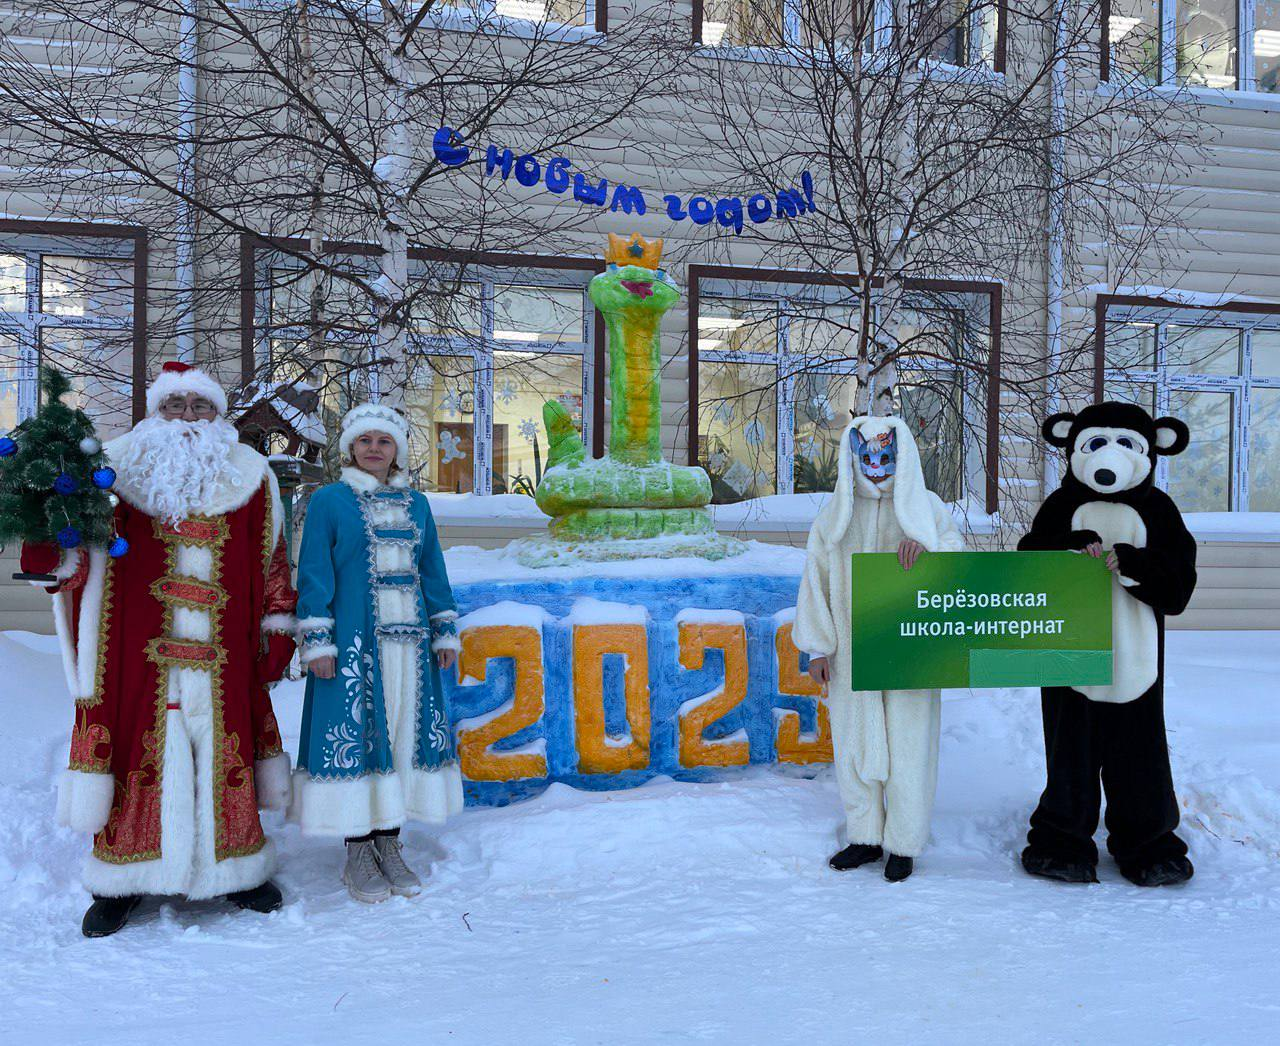 С новым годом!
2025
Берёзовская
школа-интернат